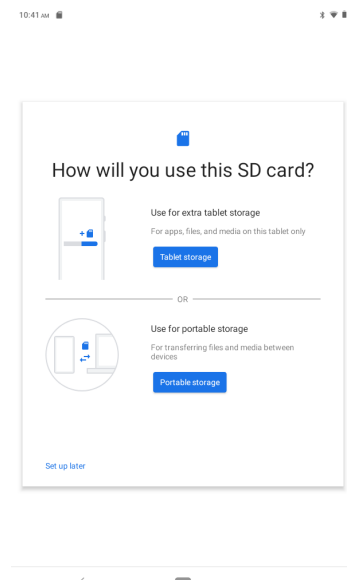 10:41 AM
How will you use this SD card?
Use for extra tablet storage
For apps, files, and media on this tablet only
Tablet storage
OR
Use for portable storage
For transferring files and media between
devices
Portable storage
Set up later